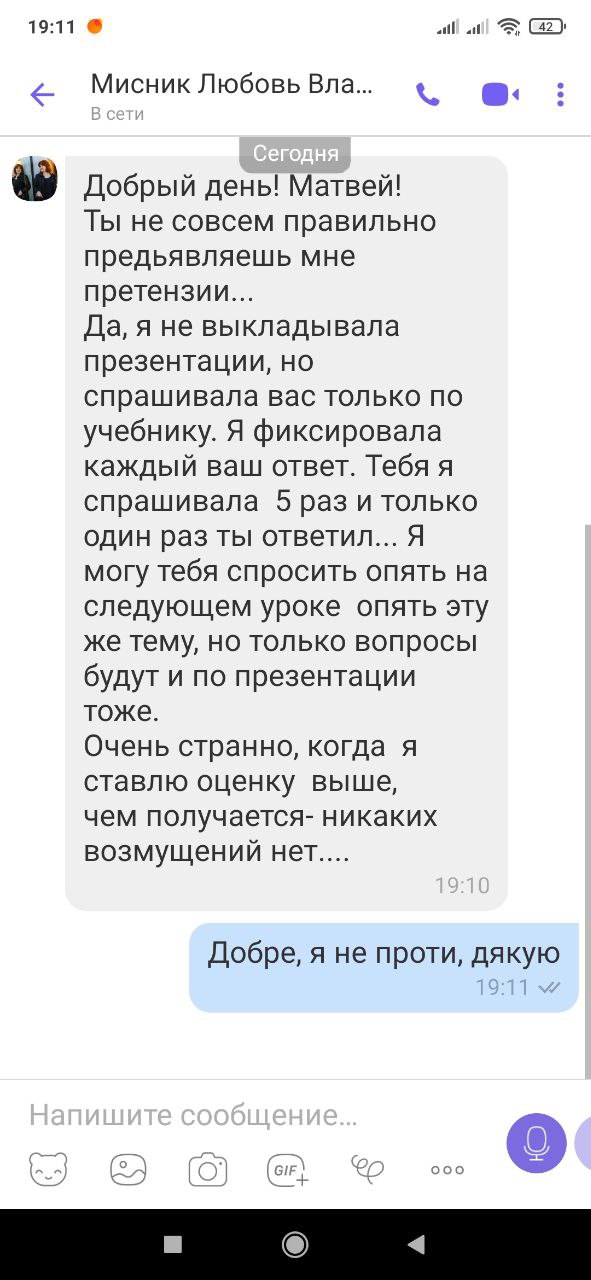 19:11
42
Мисник Любовь Вла...
В сети
Сегодня
Добрый день! Матвей!
Ты не совсем правильно
предьявляешь мне
претензии...
Да, я не выкладывала
презентации, но
спрашивала вас только по
учебнику. Я фиксировала
каждый ваш ответ. Тебя я
спрашивала  5 раз и только
один раз ты ответил... Я
могу тебя спросить опять на
следующем уроке  опять эту
же тему, но только вопросы
будут и по презентации
тоже.
Очень странно, когда  я
ставлю оценку  выше,
чем получается- никаких
возмущений нет....
19:10
Добре, я не проти, дякую
19:11
Напишите сообщение...
GIF